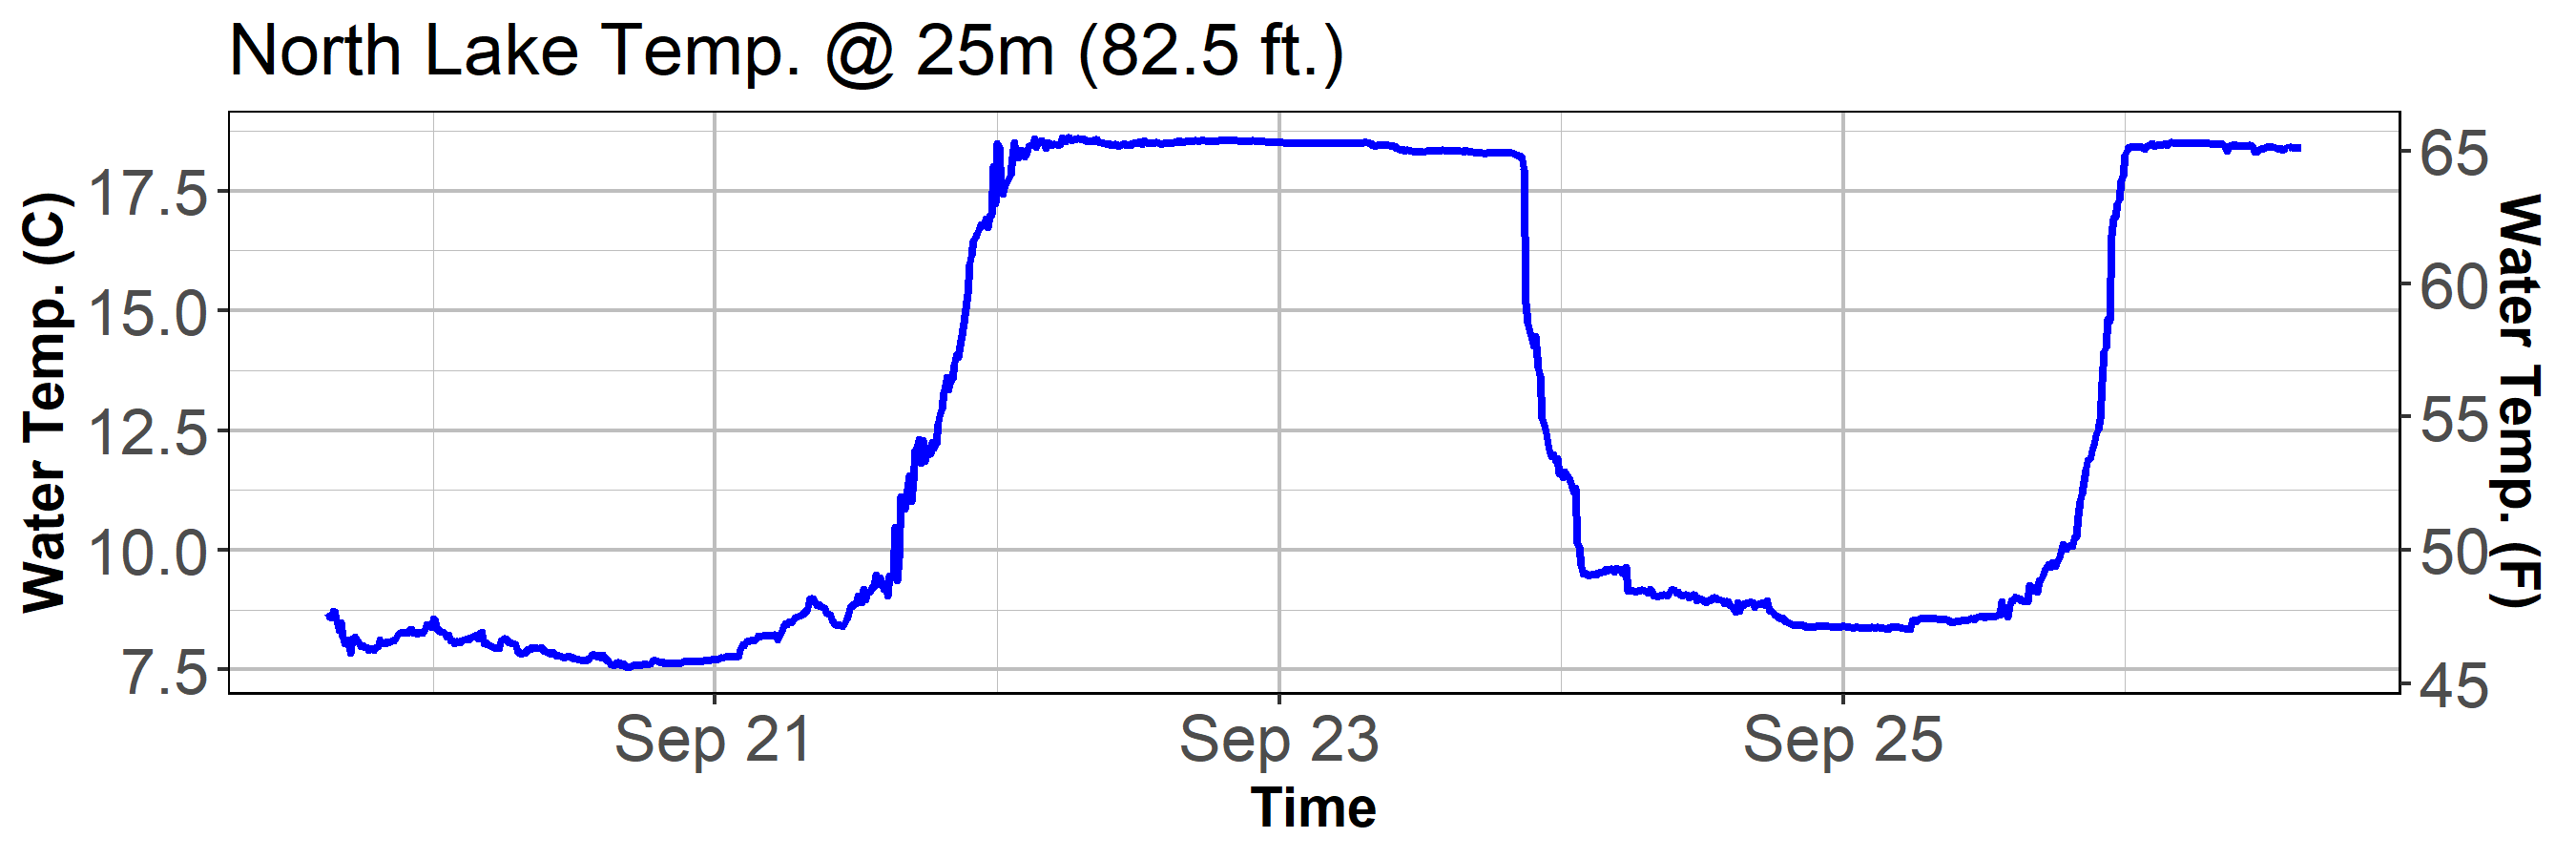 North Lake Temp. @ 25m (82.5 ft.)
Water Temp. (C)
17.5
15.0
12.5
10.0
7.5
65
60
55
50
45
Water Temp. (F)
Sep 21 Sep 23 Sep 25
Time